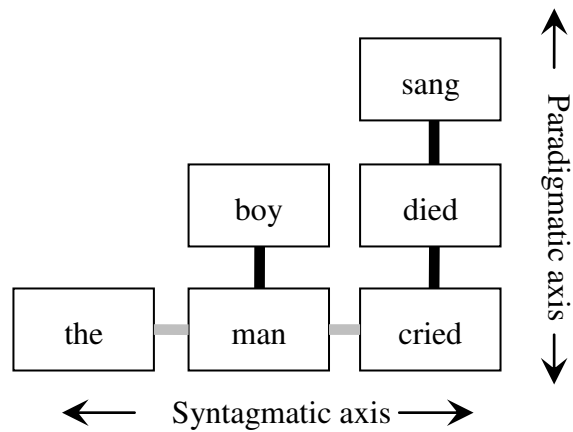 sang
boy
died
the
man
cried
Syntagmatic axis
Paradigmatic axis